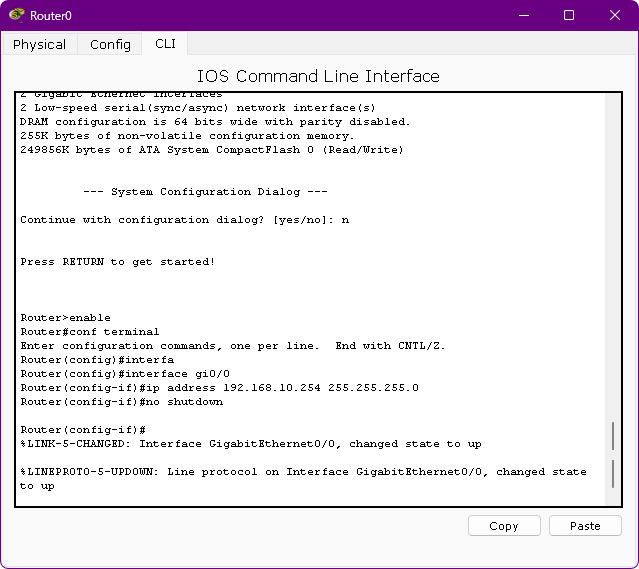 Router0
Physical Config CLI
IOS Command Line Interface
2 Gigabit Ethernet interfaces
2 Low-speed serial(sync/async) network interface(s)
DRAM configuration is 64 bits wide with parity disabled.
255K bytes of non-volatile configuration memory.
249856K bytes of ATA System CompactFlash 0 (Read/Write)
--- System Configuration Dialog ---
Continue with configuration dialog? [yes/no]: n
Press RETURN to get started!
Router>enable
Router#conf terminal
Enter configuration commands, one per line.  End with CNTL/Z.
Router(config)#interfa
Router(config)#interface gi0/0
Router(config-if)#ip address 192.168.10.254 255.255.255.0
Router(config-if)#no shutdown
Router(config-if)#
%LINK-5-CHANGED: Interface GigabitEthernet0/0, changed state to up
%LINEPROTO-5-UPDOWN: Line protocol on Interface GigabitEthernet0/0, changed state
to up
Copy Paste